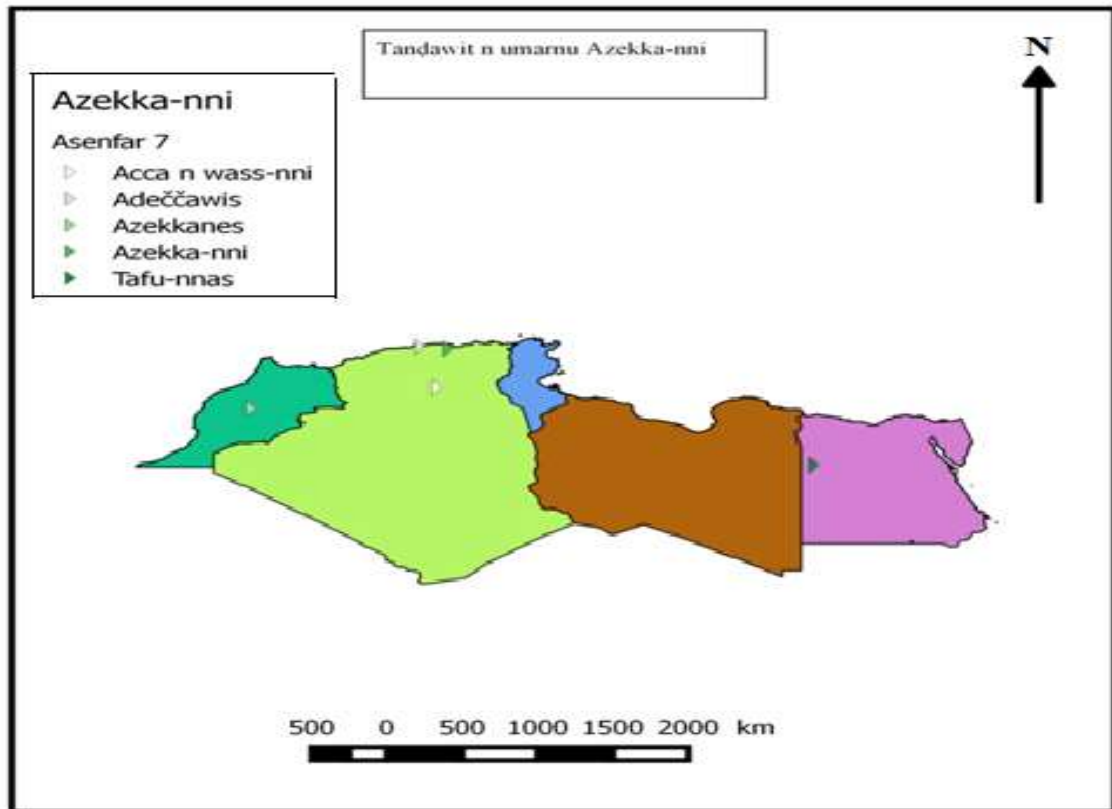 Tanḍawit n umarnu Azekka-nni
N
Azekka-nni
Asenfar 7
Acca n wass-nni
Adeččawis
Azekkanes
Azekka-nni
Tafu-nnas
500 0 500 1000 1500 2000 km